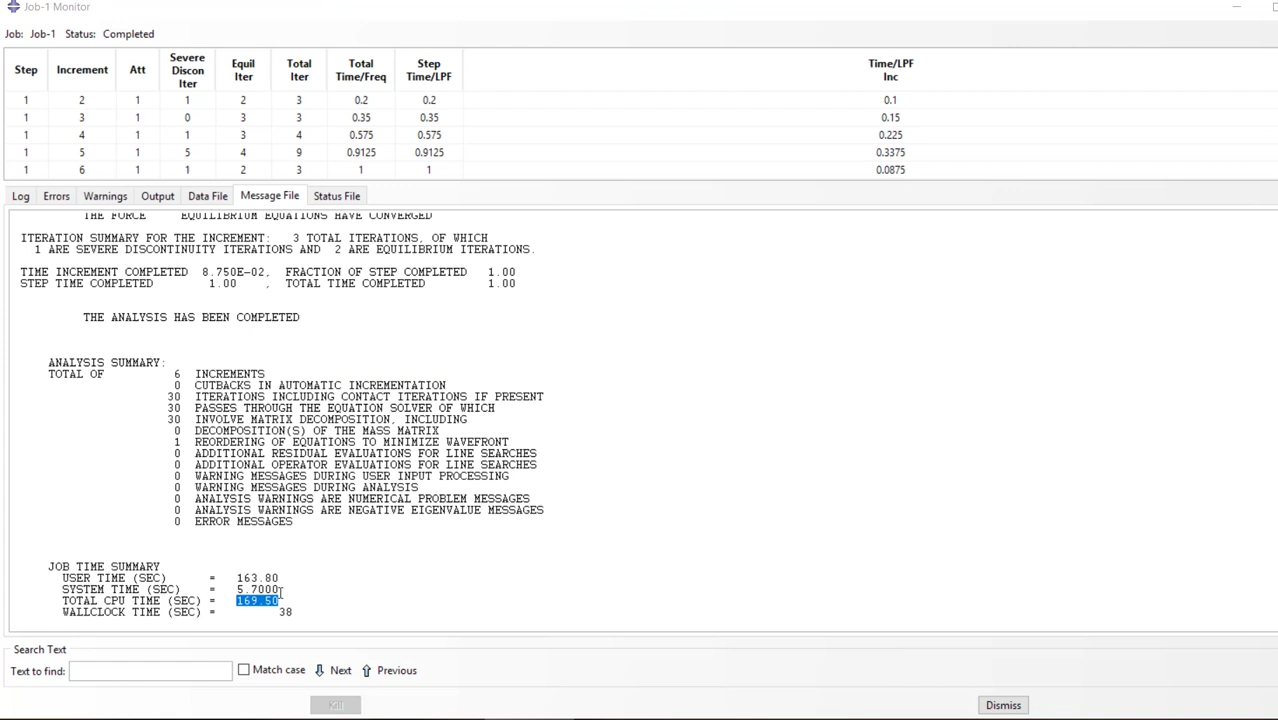 Job-1 Monitor
Job: Job-1 Status: Completed
Step Increment Att Severe Discon Iter Equil Iter Total Iter Total Time/Freq Step Time/LPF Time/LPF Inc
1 2 1 1 2 3 0.2 0.2 0.1
1 3 1 0 3 3 0.35 0.35 0.15
1 4 1 1 3 4 0.575 0.575 0.225
1 5 1 5 4 9 0.9125 0.9125 0.3375
1 6 1 1 2 3 1 1 0.0875
Log Errors Warnings Output Data File Message File Status File
THE FORCE EQUILIBRIUM EQUATIONS HAVE CONVERGED
ITERATION SUMMARY FOR THE INCREMENT: 3 TOTAL ITERATIONS, OF WHICH
1 ARE SEVERE DISCONTINUITY ITERATIONS AND 2 ARE EQUILIBRIUM ITERATIONS.
TIME INCREMENT COMPLETED 8.750E-02, FRACTION OF STEP COMPLETED 1.00
STEP TIME COMPLETED 1.00 , TOTAL TIME COMPLETED 1.00
THE ANALYSIS HAS BEEN COMPLETED
ANALYSIS SUMMARY:
TOTAL OF 6 INCREMENTS
0 CUTBACKS IN AUTOMATIC INCREMENTATION
30 ITERATIONS INCLUDING CONTACT ITERATIONS IF PRESENT
30 PASSES THROUGH THE EQUATION SOLVER OF WHICH
30 INVOLVE MATRIX DECOMPOSITION, INCLUDING
0 DECOMPOSITION(S) OF THE MASS MATRIX
1 REORDERING OF EQUATIONS TO MINIMIZE WAVEFRONT
0 ADDITIONAL RESIDUAL EVALUATIONS FOR LINE SEARCHES
0 ADDITIONAL OPERATOR EVALUATIONS FOR LINE SEARCHES
0 WARNING MESSAGES DURING USER INPUT PROCESSING
0 WARNING MESSAGES DURING ANALYSIS
0 ANALYSIS WARNINGS ARE NUMERICAL PROBLEM MESSAGES
0 ANALYSIS WARNINGS ARE NEGATIVE EIGENVALUE MESSAGES
0 ERROR MESSAGES
JOB TIME SUMMARY
USER TIME (SEC) = 163.80
SYSTEM TIME (SEC) = 5.7000
TOTAL CPU TIME (SEC) = 169.50
WALLCLOCK TIME (SEC) = 38
Search Text
Text to find: Match case Next Previous
Kill Dismiss